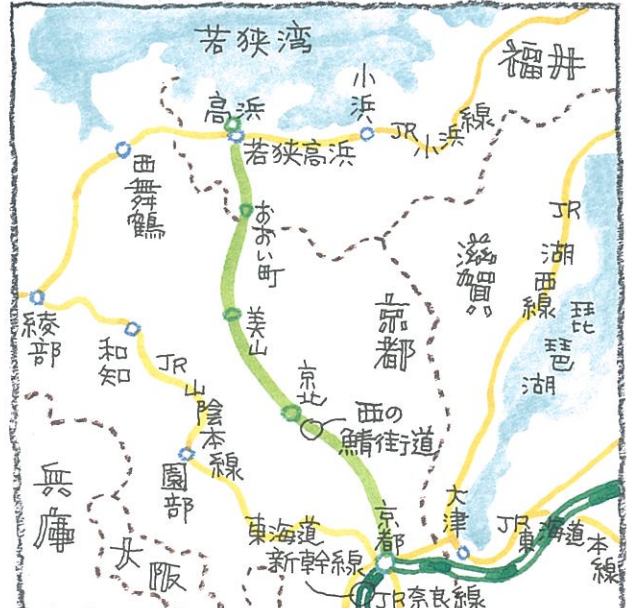 若狭湾
福井
小浜
高浜
JR小浜線
若狭高浜
西舞鶴
おおい町
JR湖西線
滋賀
琵琶湖
綾部
和知
美山
京都
JR山陰本線
京北
西の
鯖街道
園部
兵庫
大阪
東海道
新幹線
京都
大津
JR東海道本線
JR奈良線